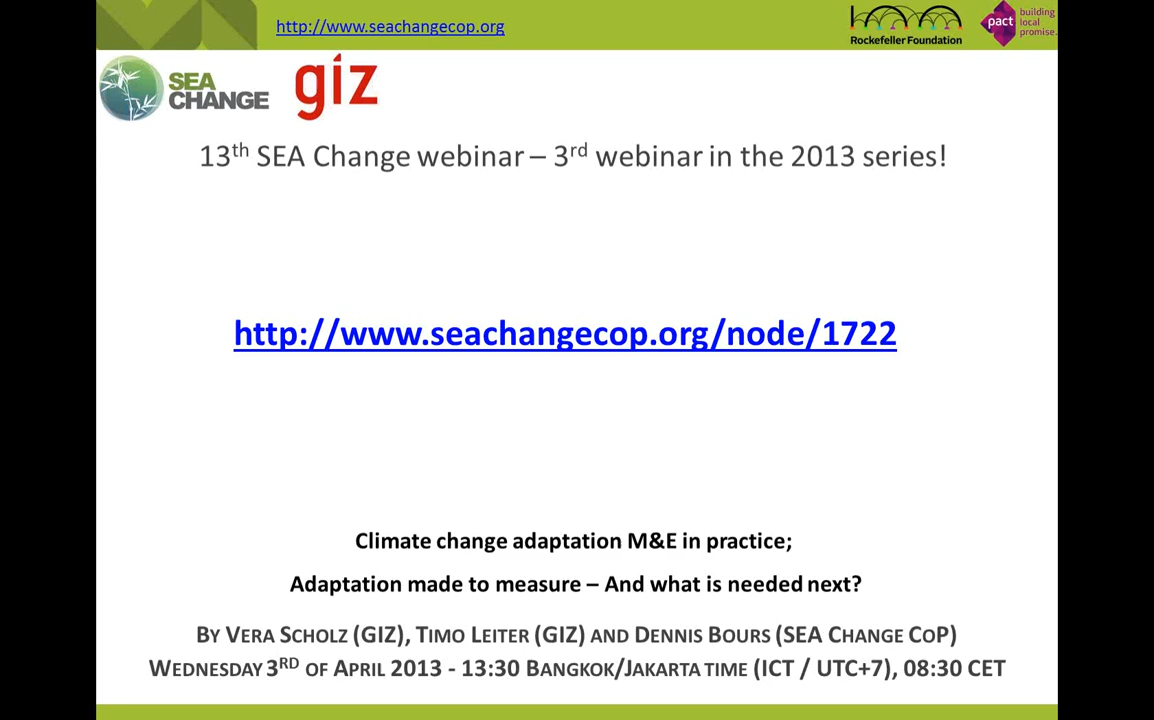 http://www.seachangecop.org
Rockefeller Foundation
pact
building
local
promise.
SEA
CHANGE
giz
13th SEA Change webinar – 3rd webinar in the 2013 series!
http://www.seachangecop.org/node/1722
Climate change adaptation M&E in practice;
Adaptation made to measure – And what is needed next?
BY VERA SCHOLZ (GIZ), TIMO LEITER (GIZ) AND DENNIS BOURS (SEA CHANGE COP)
WEDNESDAY 3RD OF APRIL 2013 - 13:30 BANGKOK/JAKARTA TIME (ICT / UTC+7), 08:30 CET